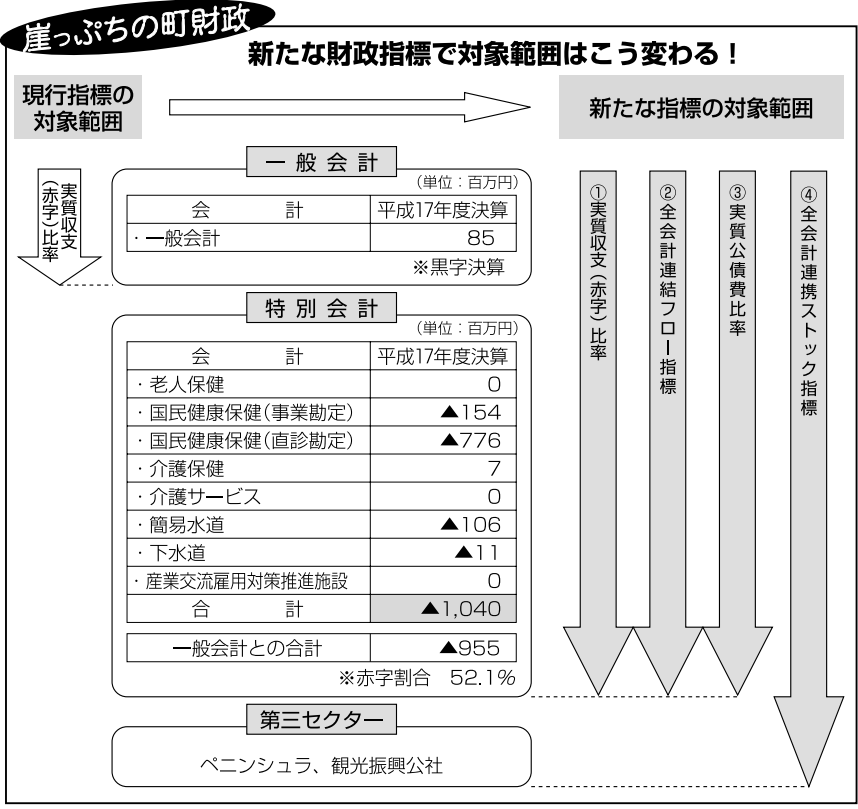 崖っぷちの町財政
新たな財政指標で対象範囲はこう変わる！
現行指標の
対象範囲
新たな指標の対象範囲
実質収支
(赤字)比率
一般会計
(単位：百万円)
会　計　平成17年度決算
・一般会計　85
※黒字決算
特別会計
(単位：百万円)
会　計　平成17年度決算
・老人保健　0
・国民健康保健(事業勘定)　▲154
・国民健康保健(直診勘定)　▲776
・介護保健　7
・介護サービス　0
・簡易水道　▲106
・下水道　▲11
・産業交流雇用対策推進施設　0
合　計　▲1,040
一般会計との合計　▲955
※赤字割合　52.1%
第三セクター
ペニンシュラ、観光振興公社
①実質収支(赤字)比率
②全会計連結フロー指標
③実質公債費比率
④全会計連携ストック指標